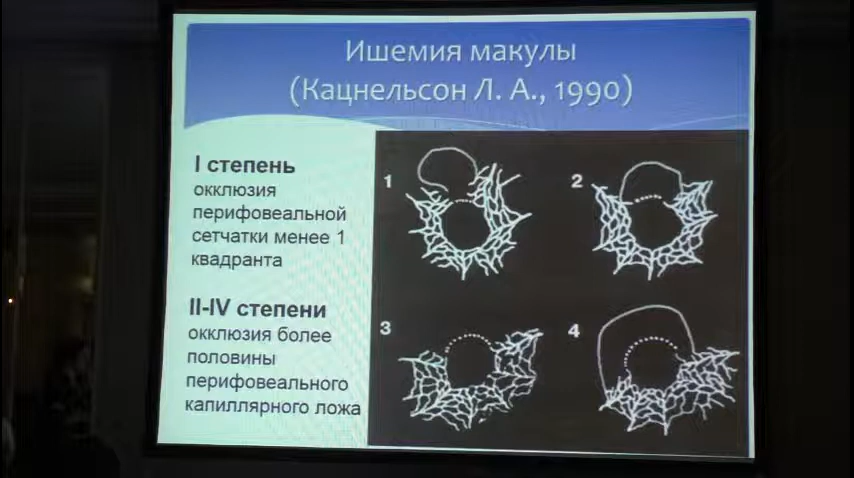 Ишемия макулы
(Кацнельсон Л. А., 1990)
I степень
окклюзия
перифовеальной
сетчатки менее 1
квадранта
II-IV степени
окклюзия более
половины
перифовеального
капиллярного ложа
1
2
3
4